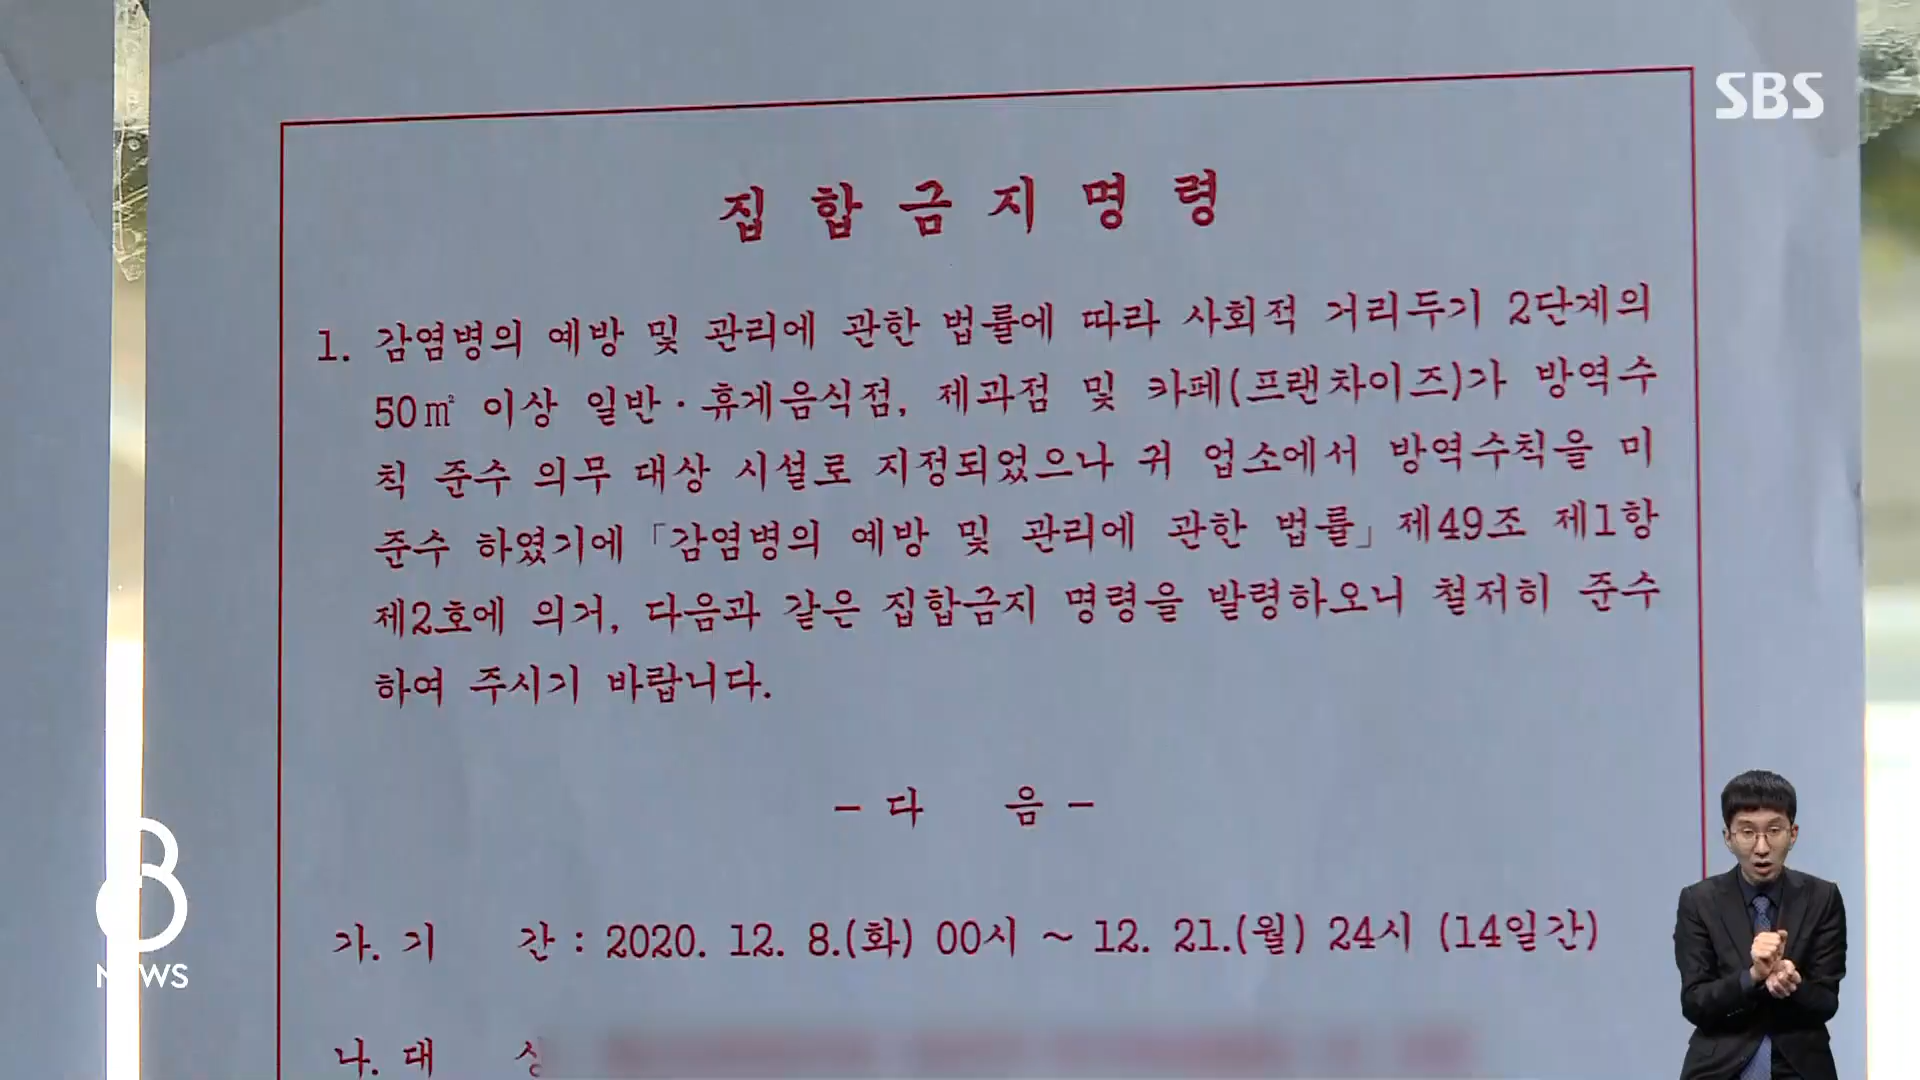 SBS
집 합 금 지 명 령
1. 감염병의 예방 및 관리에 관한 법률에 따라 사회적 거리두기 2단계의
50㎡ 이상 일반·휴게음식점, 제과점 및 카페(프랜차이즈)가 방역수
칙 준수 의무 대상 시설로 지정되었으나 귀 업소에서 방역수칙을 미
준수 하였기에 「감염병의 예방 및 관리에 관한 법률」 제49조 제1항
제2호에 의거, 다음과 같은 집합금지 명령을 발령하오니 철저히 준수
하여 주시기 바랍니다.
- 다 음 -
가. 기 간 : 2020. 12. 8.(화) 00시 ~ 12. 21.(월) 24시 (14일간)
나. 대
8
NEWS